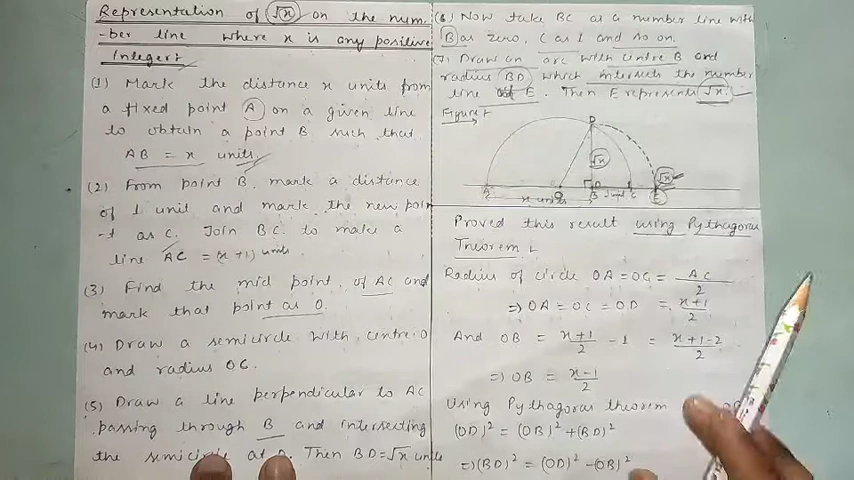 Representation of √x on the num-
-ber line where x is any positive
Integer:
(1) Mark the distance x units from
a fixed point A on a given line
to obtain a point B such that
AB = x units.
(2) From point B, mark a distance
of 1 unit and mark the new poin
-t as C. Join BC. to make a
line AC = (x+1) units
(3) Find the mid point of AC and
mark that point as O.
(4) Draw a semicircle with centre O
and radius OC.
(5) Draw a line perpendicular to AC
passing through B and intersecting
the semicircle at D. Then BD = √x units
(6) Now take BC as a number line with
B as zero, C as 1 and so on.
(7) Draw an arc with centre B and
radius BD which intersects the number
line at E. Then E represents √x.
Figure
D
√x
√x
A O B C E
x units 1 unit
Proved this result using Pythagoras
Theorem
Radius of circle OA = OC = AC/2
⇒ OA = OC = OD = x+1/2
And OB = x+1/2 - 1 = x+1-2/2
⇒ OB = x-1/2
Using Pythagoras theorem
(OD)² = (OB)² + (BD)²
⇒ (BD)² = (OD)² - (OB)²